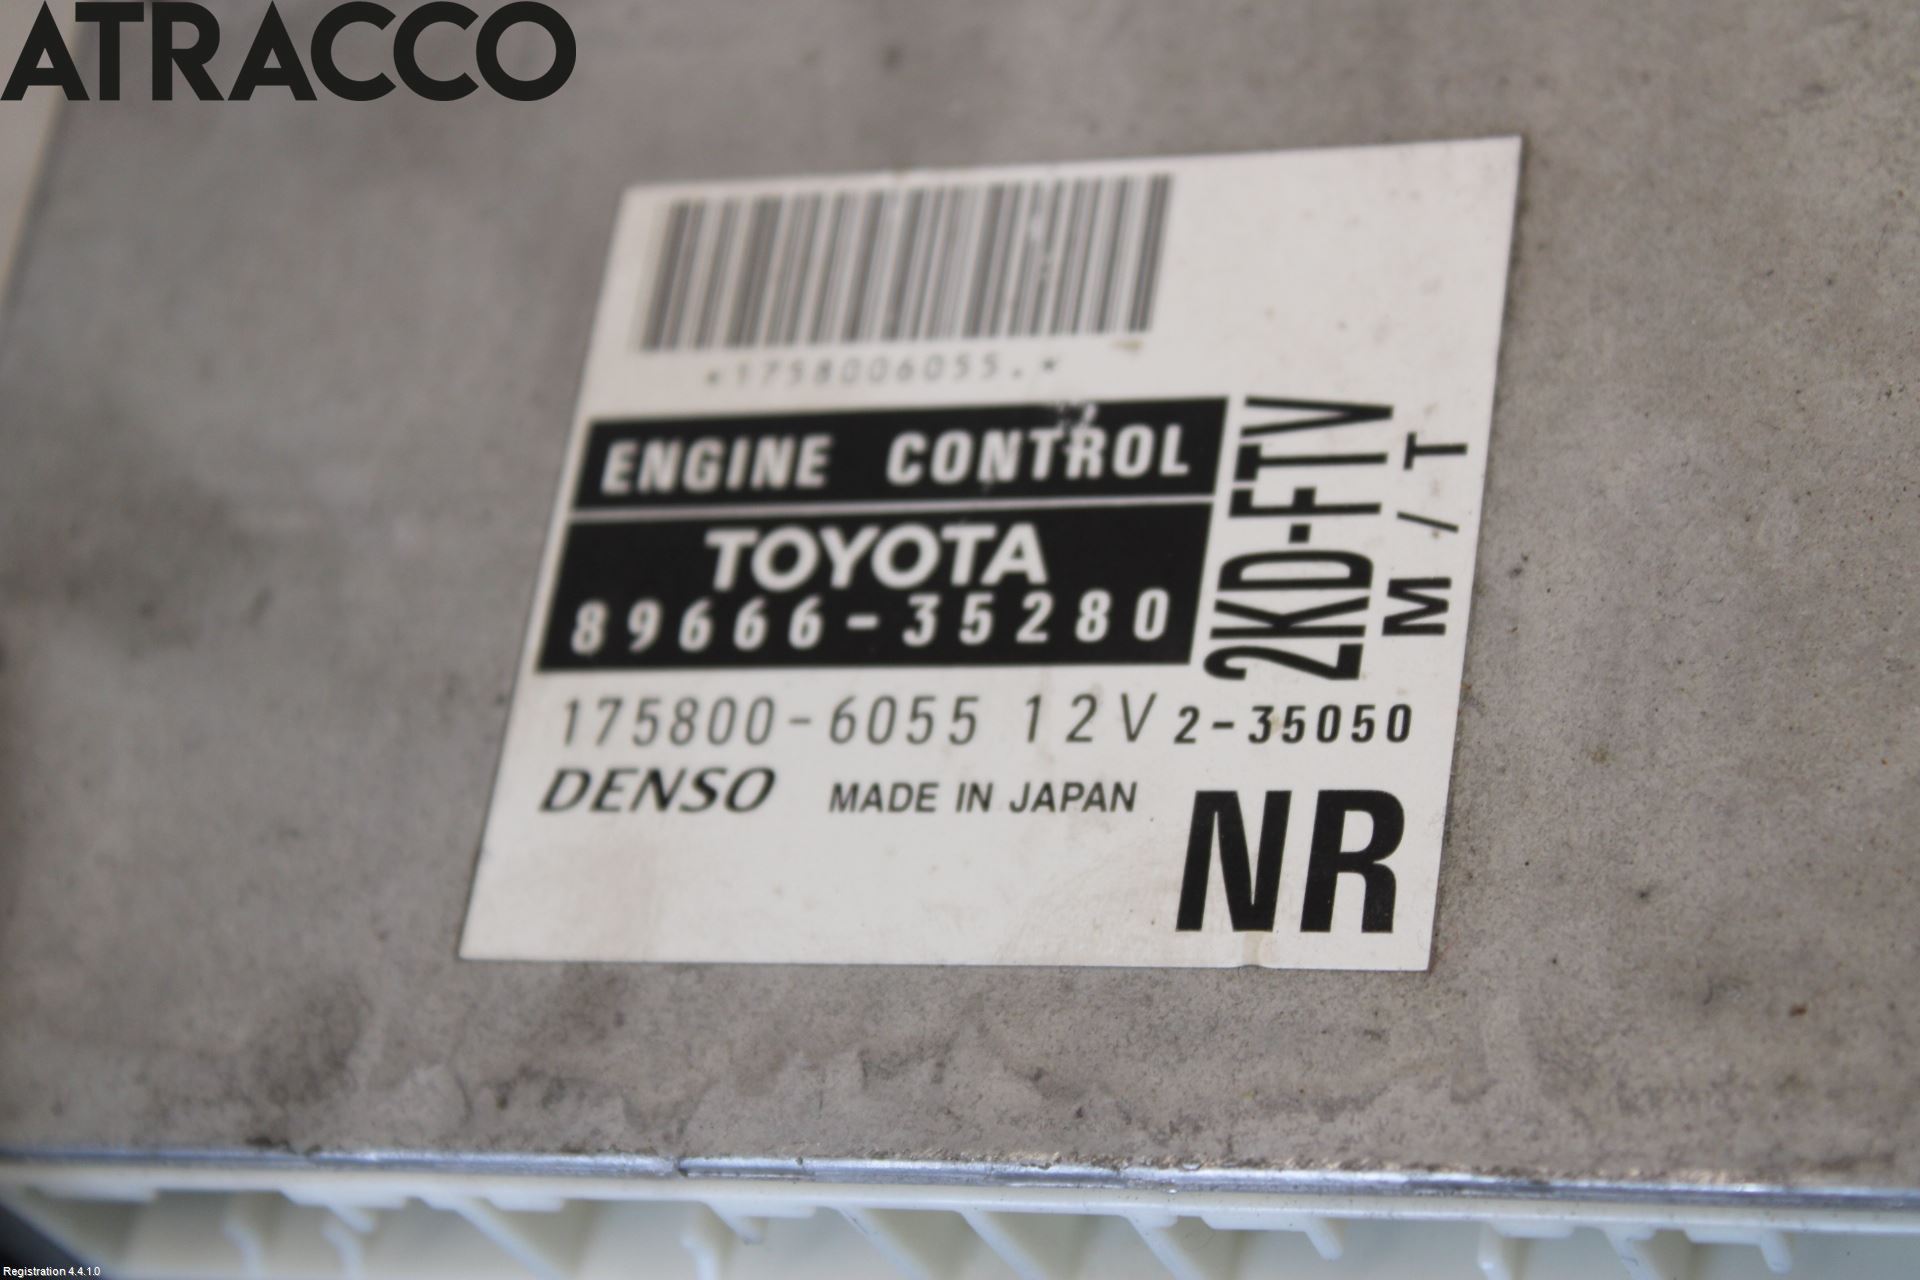 ATRACCO
*1758006055.*
ENGINE CONTROL
TOYOTA
89666-35280
2KD-FTV
M/T
175800-6055 12V 2-35050
DENSO MADE IN JAPAN
NR
Registration 4.4.1.0